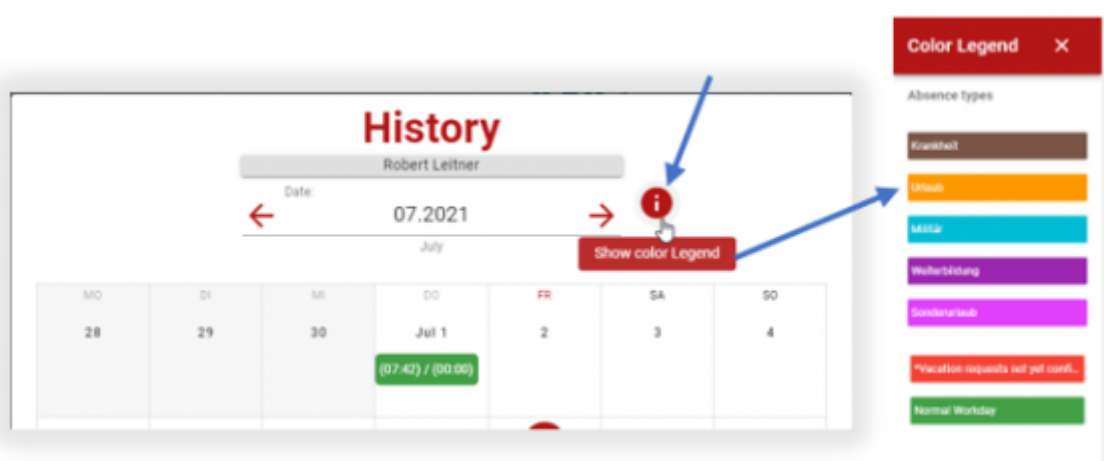 History
Robert Leitner
Date:
07.2021
July
i
Show color Legend
MO DI MI DO FR SA SO
28 29 30 Jul 1 2 3 4
(07:42) / (00:00)
Color Legend ×
Absence types
Krankheit
Urlaub
Militär
Weiterbildung
Sonderurlaub
*Vacation requests not yet confi...
Normal Workday